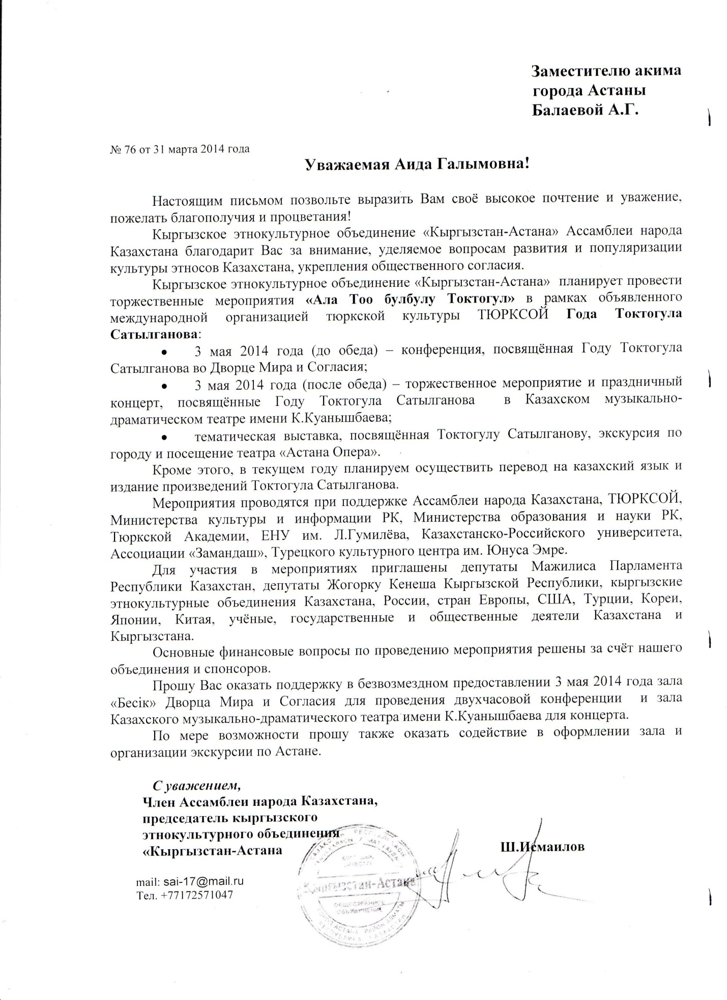 Заместителю акима
города Астаны
Балаевой А.Г.
№ 76 от 31 марта 2014 года
Уважаемая Аида Галымовна!
Настоящим письмом позвольте выразить Вам своё высокое почтение и уважение,
пожелать благополучия и процветания!
Кыргызское этнокультурное объединение «Кыргызстан-Астана» Ассамблеи народа
Казахстана благодарит Вас за внимание, уделяемое вопросам развития и популяризации
культуры этносов Казахстана, укрепления общественного согласия.
Кыргызское этнокультурное объединение «Кыргызстан-Астана» планирует провести
торжественные мероприятия «Ала Тоо булбулу Токтогул» в рамках объявленного
международной организацией тюркской культуры ТЮРКСОЙ Года Токтогула
Сатылганова:
• 3 мая 2014 года (до обеда) – конференция, посвящённая Году Токтогула
Сатылганова во Дворце Мира и Согласия;
• 3 мая 2014 года (после обеда) – торжественное мероприятие и праздничный
концерт, посвящённые Году Токтогула Сатылганова в Казахском музыкально-
драматическом театре имени К.Куанышбаева;
• тематическая выставка, посвящённая Токтогулу Сатылганову, экскурсия по
городу и посещение театра «Астана Опера».
Кроме этого, в текущем году планируем осуществить перевод на казахский язык и
издание произведений Токтогула Сатылганова.
Мероприятия проводятся при поддержке Ассамблеи народа Казахстана, ТЮРКСОЙ,
Министерства культуры и информации РК, Министерства образования и науки РК,
Тюркской Академии, ЕНУ им. Л.Гумилёва, Казахстанско-Российского университета,
Ассоциации «Замандаш», Турецкого культурного центра им. Юнуса Эмре.
Для участия в мероприятиях приглашены депутаты Мажилиса Парламента
Республики Казахстан, депутаты Жогорку Кенеша Кыргызской Республики, кыргызские
этнокультурные объединения Казахстана, России, стран Европы, США, Турции, Кореи,
Японии, Китая, учёные, государственные и общественные деятели Казахстана и
Кыргызстана.
Основные финансовые вопросы по проведению мероприятия решены за счёт нашего
объединения и спонсоров.
Прошу Вас оказать поддержку в безвозмездном предоставлении 3 мая 2014 года зала
«Бесік» Дворца Мира и Согласия для проведения двухчасовой конференции и зала
Казахского музыкально-драматического театра имени К.Куанышбаева для концерта.
По мере возможности прошу также оказать содействие в оформлении зала и
организации экскурсии по Астане.
С уважением,
Член Ассамблеи народа Казахстана,
председатель кыргызского
этнокультурного объединения
«Кыргызстан-Астана
Ш.Исмаилов
mail: sai-17@mail.ru
Тел. +77172571047
Кыргызстан-Астана
ОБЩЕСТВЕННОЕ
ОБЪЕДИНЕНИЕ
ГОРОД АСТАНА РАЙОН АЛМАТЫ
РЕСПУБЛИКА КАЗАХСТАН